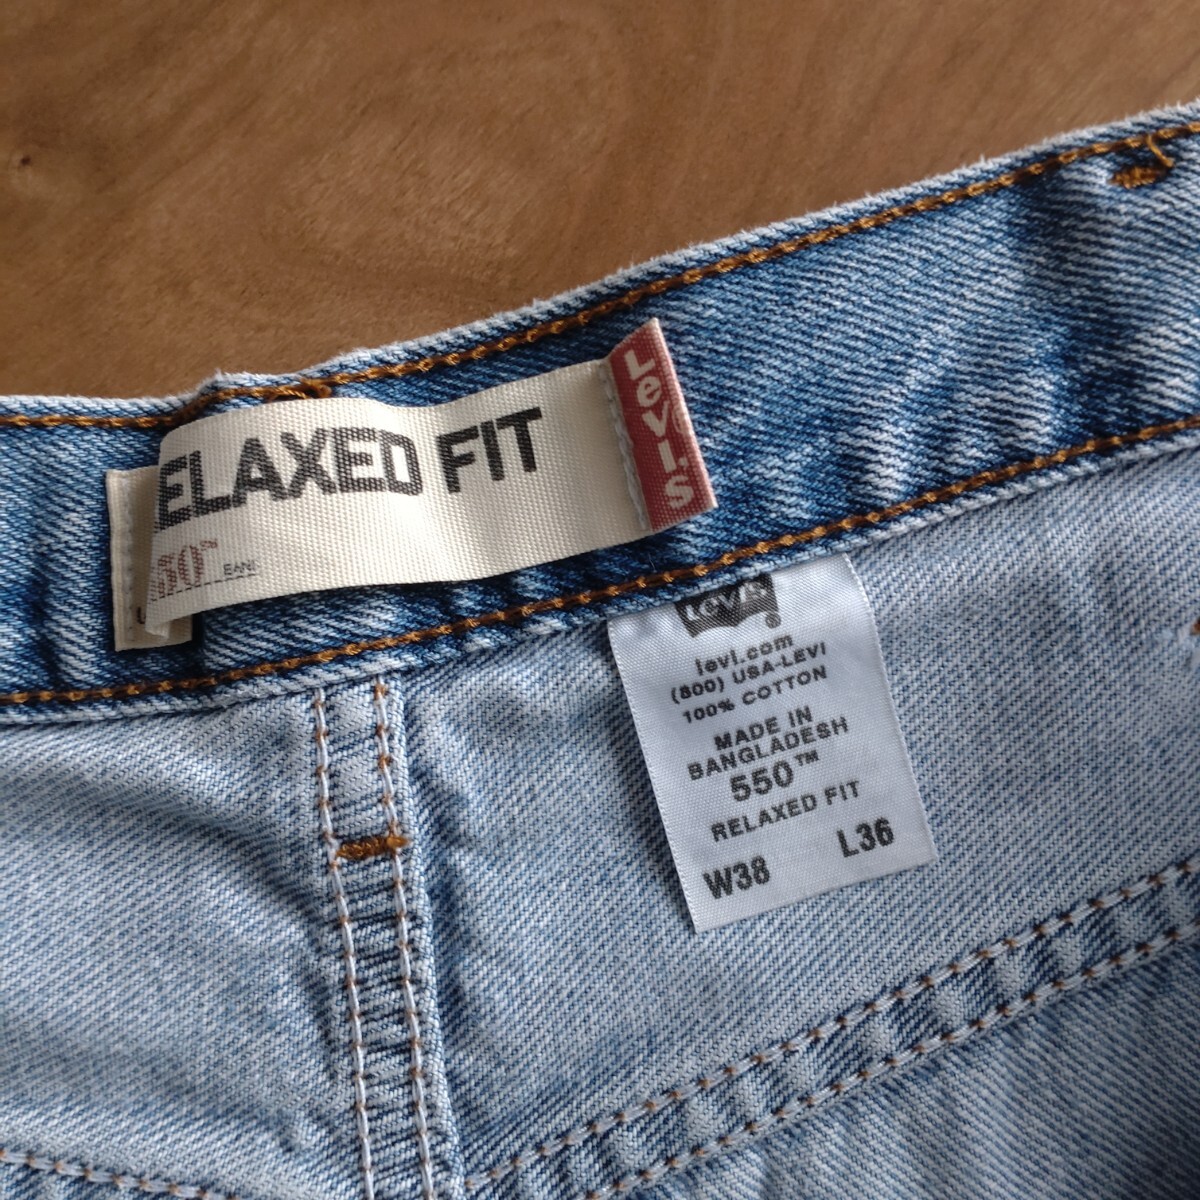 ELAXED FIT
Levi's®
550™
LEVI'S®
levi.com
(800) USA-LEVI
100% COTTON
MADE IN
BANGLADESH
550™
RELAXED FIT
W38 L36